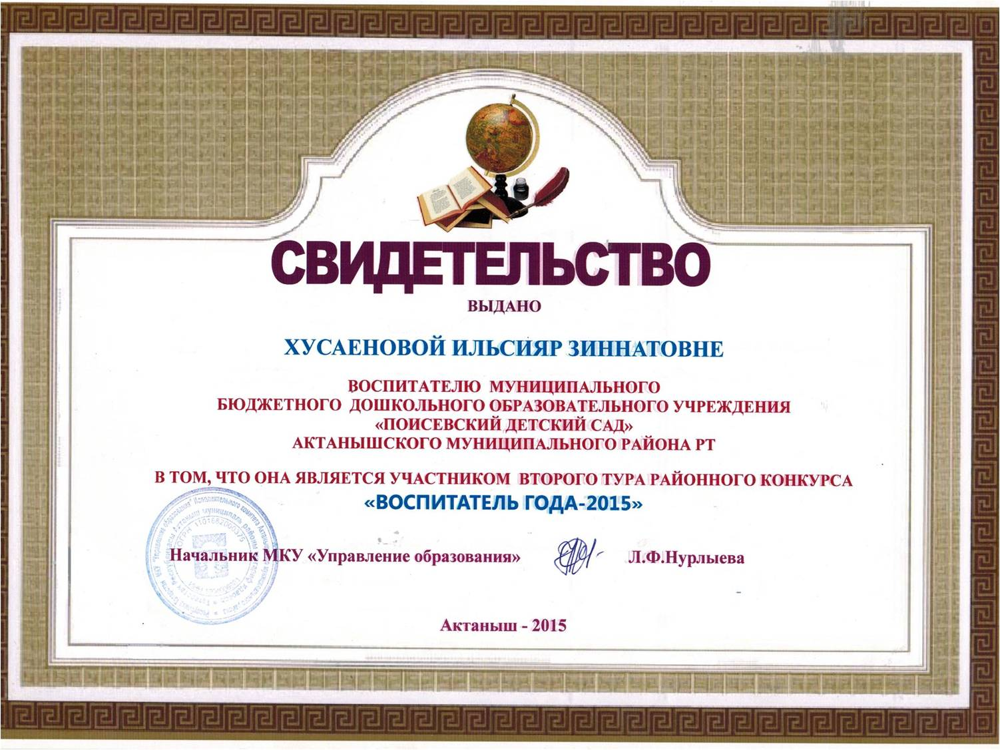 СВИДЕТЕЛЬСТВО
ВЫДАНО
ХУСАЕНОВОЙ ИЛЬСИЯР ЗИННАТОВНЕ
ВОСПИТАТЕЛЮ МУНИЦИПАЛЬНОГО
БЮДЖЕТНОГО ДОШКОЛЬНОГО ОБРАЗОВАТЕЛЬНОГО УЧРЕЖДЕНИЯ
«ПОИСЕВСКИЙ ДЕТСКИЙ САД»
АКТАНЫШСКОГО МУНИЦИПАЛЬНОГО РАЙОНА РТ
В ТОМ, ЧТО ОНА ЯВЛЯЕТСЯ УЧАСТНИКОМ ВТОРОГО ТУРА РАЙОННОГО КОНКУРСА
«ВОСПИТАТЕЛЬ ГОДА-2015»
Начальник МКУ «Управление образования» Л.Ф.Нурлыева
Актаныш - 2015